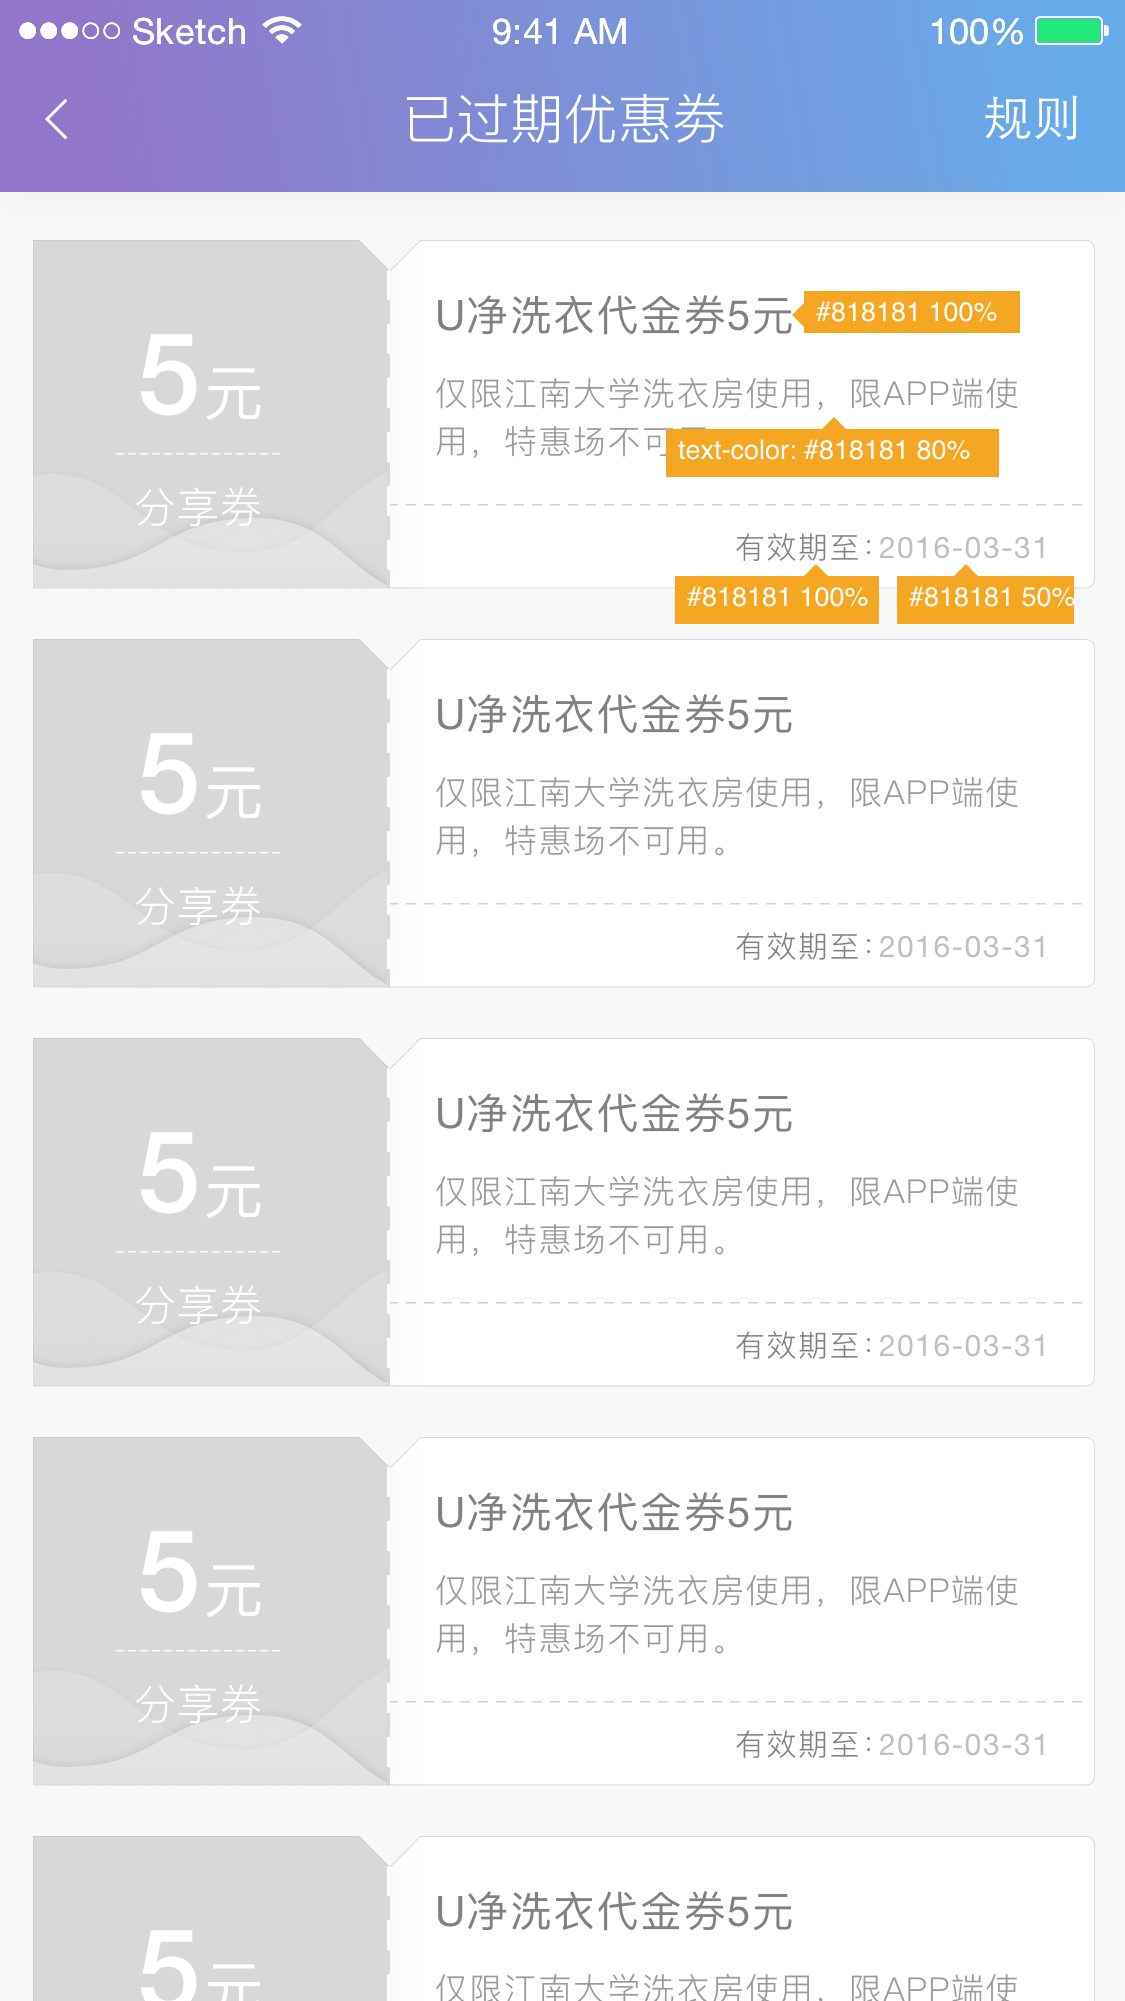 Sketch 9:41 AM 100%
已过期优惠券 规则
5元
分享券
U净洗衣代金券5元
#818181 100%
仅限江南大学洗衣房使用，限APP端使
用，特惠场不可
text-color: #818181 80%
有效期至：2016-03-31
#818181 100%
#818181 50%
5元
分享券
U净洗衣代金券5元
仅限江南大学洗衣房使用，限APP端使
用，特惠场不可用。
有效期至：2016-03-31
5元
分享券
U净洗衣代金券5元
仅限江南大学洗衣房使用，限APP端使
用，特惠场不可用。
有效期至：2016-03-31
5元
分享券
U净洗衣代金券5元
仅限江南大学洗衣房使用，限APP端使
用，特惠场不可用。
有效期至：2016-03-31
5元
U净洗衣代金券5元
仅限江南大学洗衣房使用，限APP端使